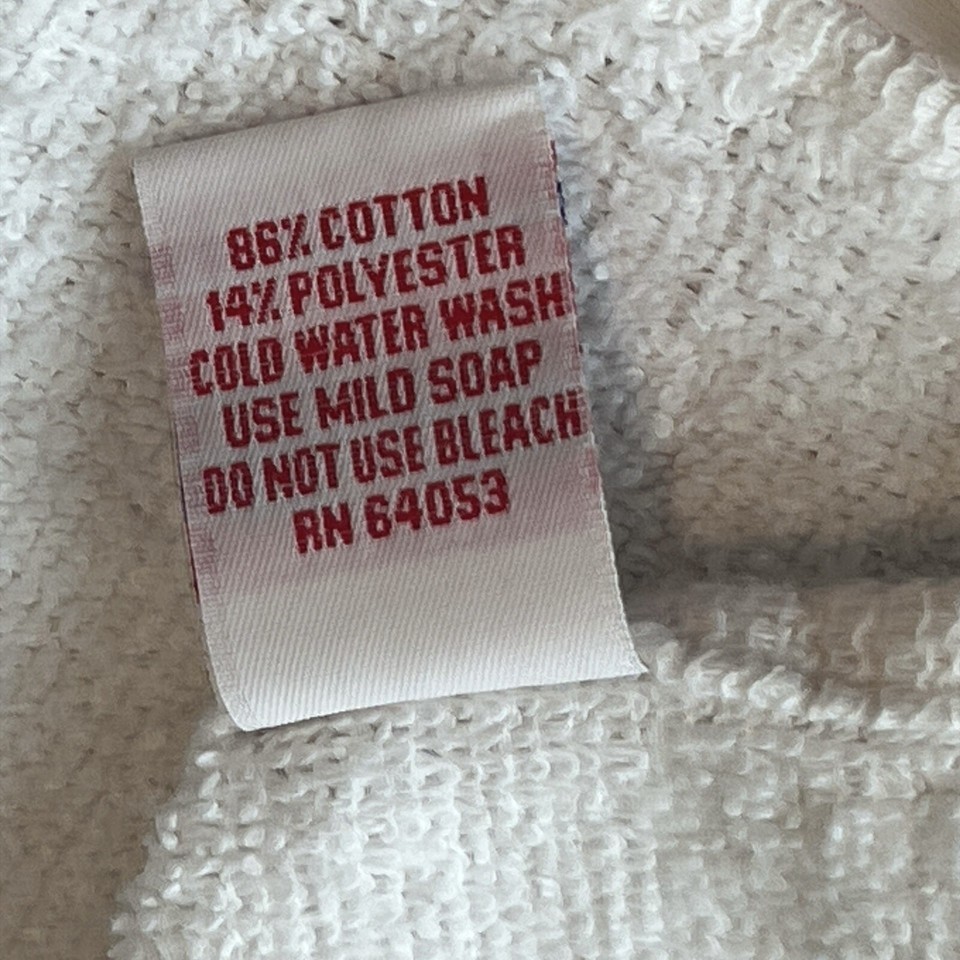 86% COTTON
14% POLYESTER
COLD WATER WASH
USE MILD SOAP
DO NOT USE BLEACH
RN 64053